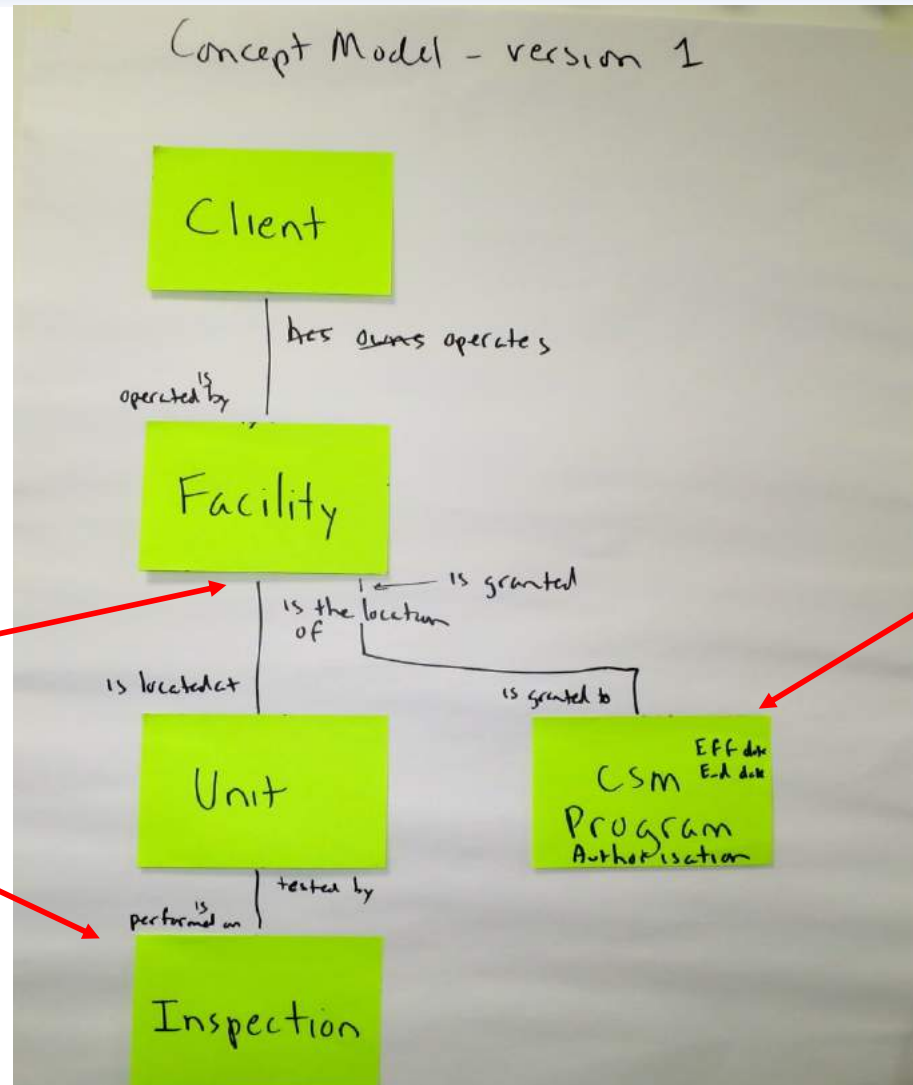 Concept Model - version 1
Client
has owns operates
is
operated by
Facility
is granted
is the location
of
is located at
is granted to
Unit
Eff date
CSM End date
Program
Authorisation
tested by
is
performed on
Inspection